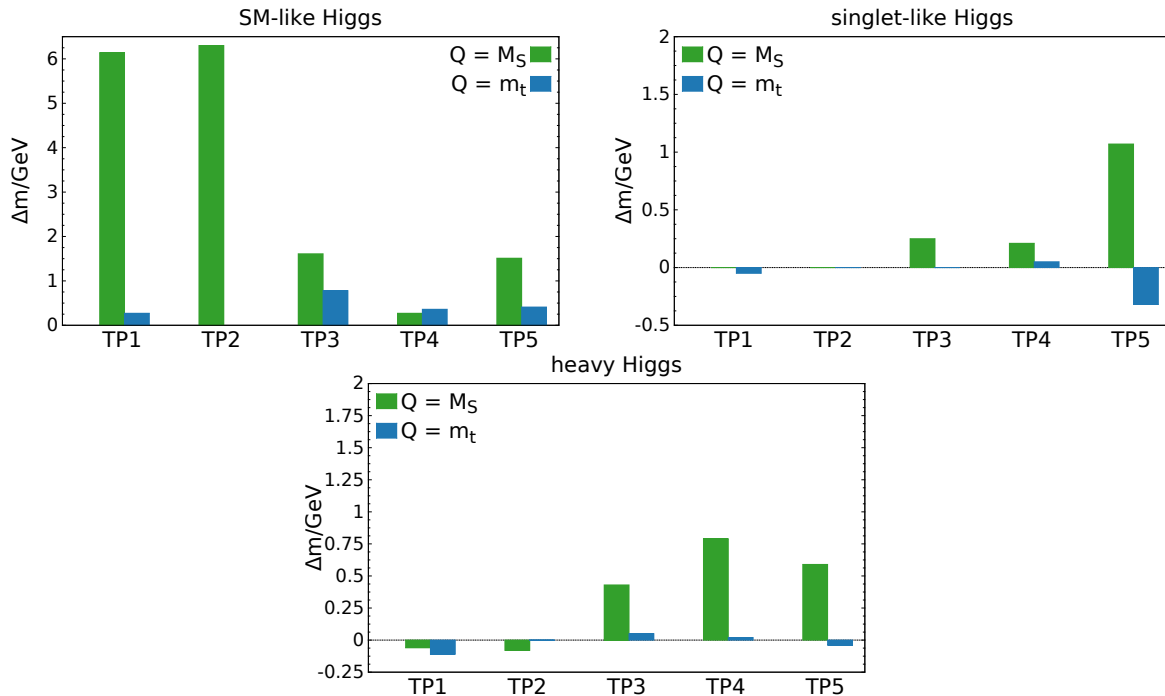 SM-like Higgs
Δm/GeV
6
5
4
3
2
1
0
Q = M_S
Q = m_t
TP1 TP2 TP3 TP4 TP5
singlet-like Higgs
Δm/GeV
2
1.5
1
0.5
0
-0.5
Q = M_S
Q = m_t
TP1 TP2 TP3 TP4 TP5
heavy Higgs
Δm/GeV
2
1.75
1.5
1.25
1
0.75
0.5
0.25
0
-0.25
Q = M_S
Q = m_t
TP1 TP2 TP3 TP4 TP5